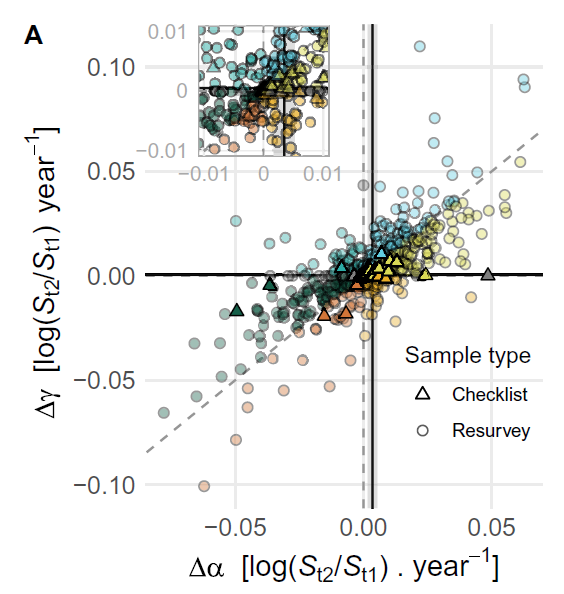 A
0.01
0
−0.01
−0.01 0 0.01
0.10
0.05
0.00
−0.05
−0.10
Δγ [log(St2/St1) year−1]
Sample type
Checklist
Resurvey
−0.05 0.00 0.05
Δα [log(St2/St1) . year−1]